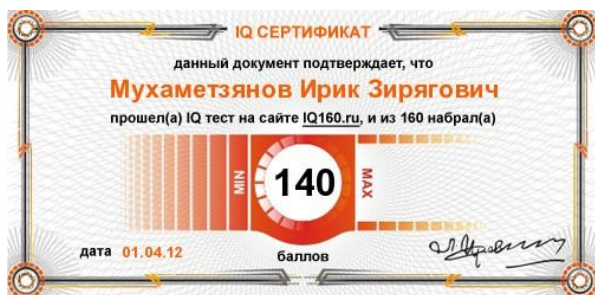 IQ СЕРТИФИКАТ
данный документ подтверждает, что
Мухаметзянов Ирик Зирягович
прошел(а) IQ тест на сайте IQ160.ru, и из 160 набрал(а)
MIN 140 MAX
дата 01.04.12
баллов